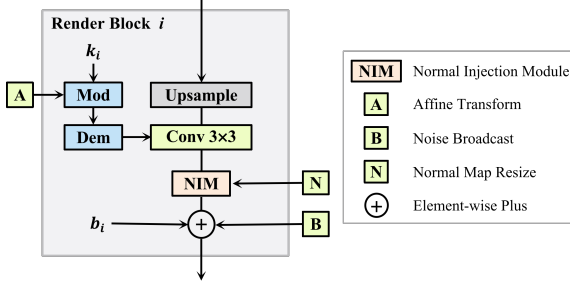 Render Block i
k_i
A
Mod
Upsample
Dem
Conv 3×3
NIM
N
b_i
+
B
NIM Normal Injection Module
A Affine Transform
B Noise Broadcast
N Normal Map Resize
+ Element-wise Plus